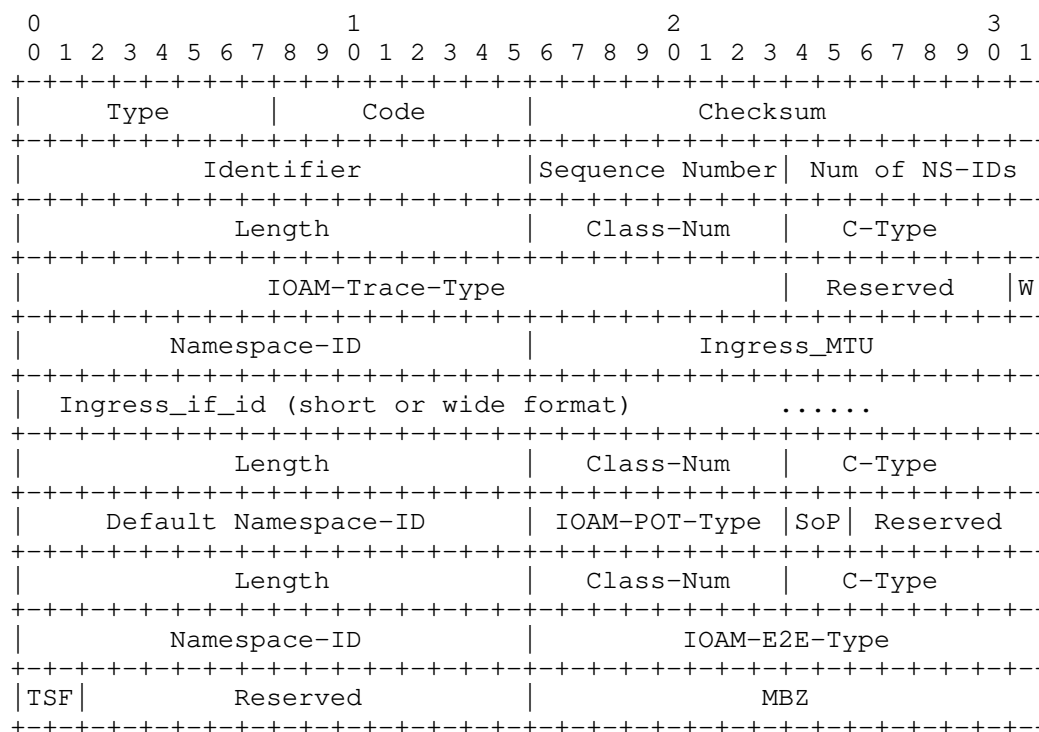 0                   1                   2                   3
 0 1 2 3 4 5 6 7 8 9 0 1 2 3 4 5 6 7 8 9 0 1 2 3 4 5 6 7 8 9 0 1
+-+-+-+-+-+-+-+-+-+-+-+-+-+-+-+-+-+-+-+-+-+-+-+-+-+-+-+-+-+-+-+-
|     Type      |     Code      |          Checksum
+-+-+-+-+-+-+-+-+-+-+-+-+-+-+-+-+-+-+-+-+-+-+-+-+-+-+-+-+-+-+-+-
|           Identifier          |Sequence Number| Num of NS-IDs
+-+-+-+-+-+-+-+-+-+-+-+-+-+-+-+-+-+-+-+-+-+-+-+-+-+-+-+-+-+-+-+-
|             Length            |   Class-Num   |   C-Type
+-+-+-+-+-+-+-+-+-+-+-+-+-+-+-+-+-+-+-+-+-+-+-+-+-+-+-+-+-+-+-+-
|               IOAM-Trace-Type                 |  Reserved   |W
+-+-+-+-+-+-+-+-+-+-+-+-+-+-+-+-+-+-+-+-+-+-+-+-+-+-+-+-+-+-+-+-
|         Namespace-ID          |          Ingress_MTU
+-+-+-+-+-+-+-+-+-+-+-+-+-+-+-+-+-+-+-+-+-+-+-+-+-+-+-+-+-+-+-+-
|  Ingress_if_id (short or wide format)         ......
+-+-+-+-+-+-+-+-+-+-+-+-+-+-+-+-+-+-+-+-+-+-+-+-+-+-+-+-+-+-+-+-
|             Length            |   Class-Num   |   C-Type
+-+-+-+-+-+-+-+-+-+-+-+-+-+-+-+-+-+-+-+-+-+-+-+-+-+-+-+-+-+-+-+-
|     Default Namespace-ID      | IOAM-POT-Type |SoP| Reserved
+-+-+-+-+-+-+-+-+-+-+-+-+-+-+-+-+-+-+-+-+-+-+-+-+-+-+-+-+-+-+-+-
|             Length            |   Class-Num   |   C-Type
+-+-+-+-+-+-+-+-+-+-+-+-+-+-+-+-+-+-+-+-+-+-+-+-+-+-+-+-+-+-+-+-
|         Namespace-ID          |         IOAM-E2E-Type
+-+-+-+-+-+-+-+-+-+-+-+-+-+-+-+-+-+-+-+-+-+-+-+-+-+-+-+-+-+-+-+-
|TSF|         Reserved          |              MBZ
+-+-+-+-+-+-+-+-+-+-+-+-+-+-+-+-+-+-+-+-+-+-+-+-+-+-+-+-+-+-+-+-